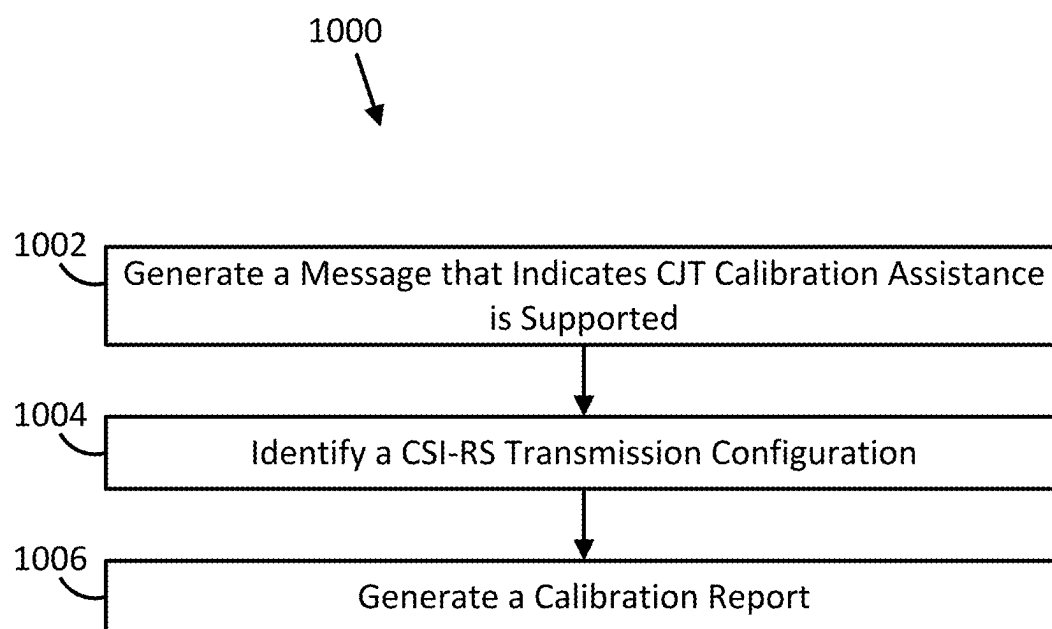 1000
1002
Generate a Message that Indicates CJT Calibration Assistance
is Supported
1004
Identify a CSI-RS Transmission Configuration
1006
Generate a Calibration Report